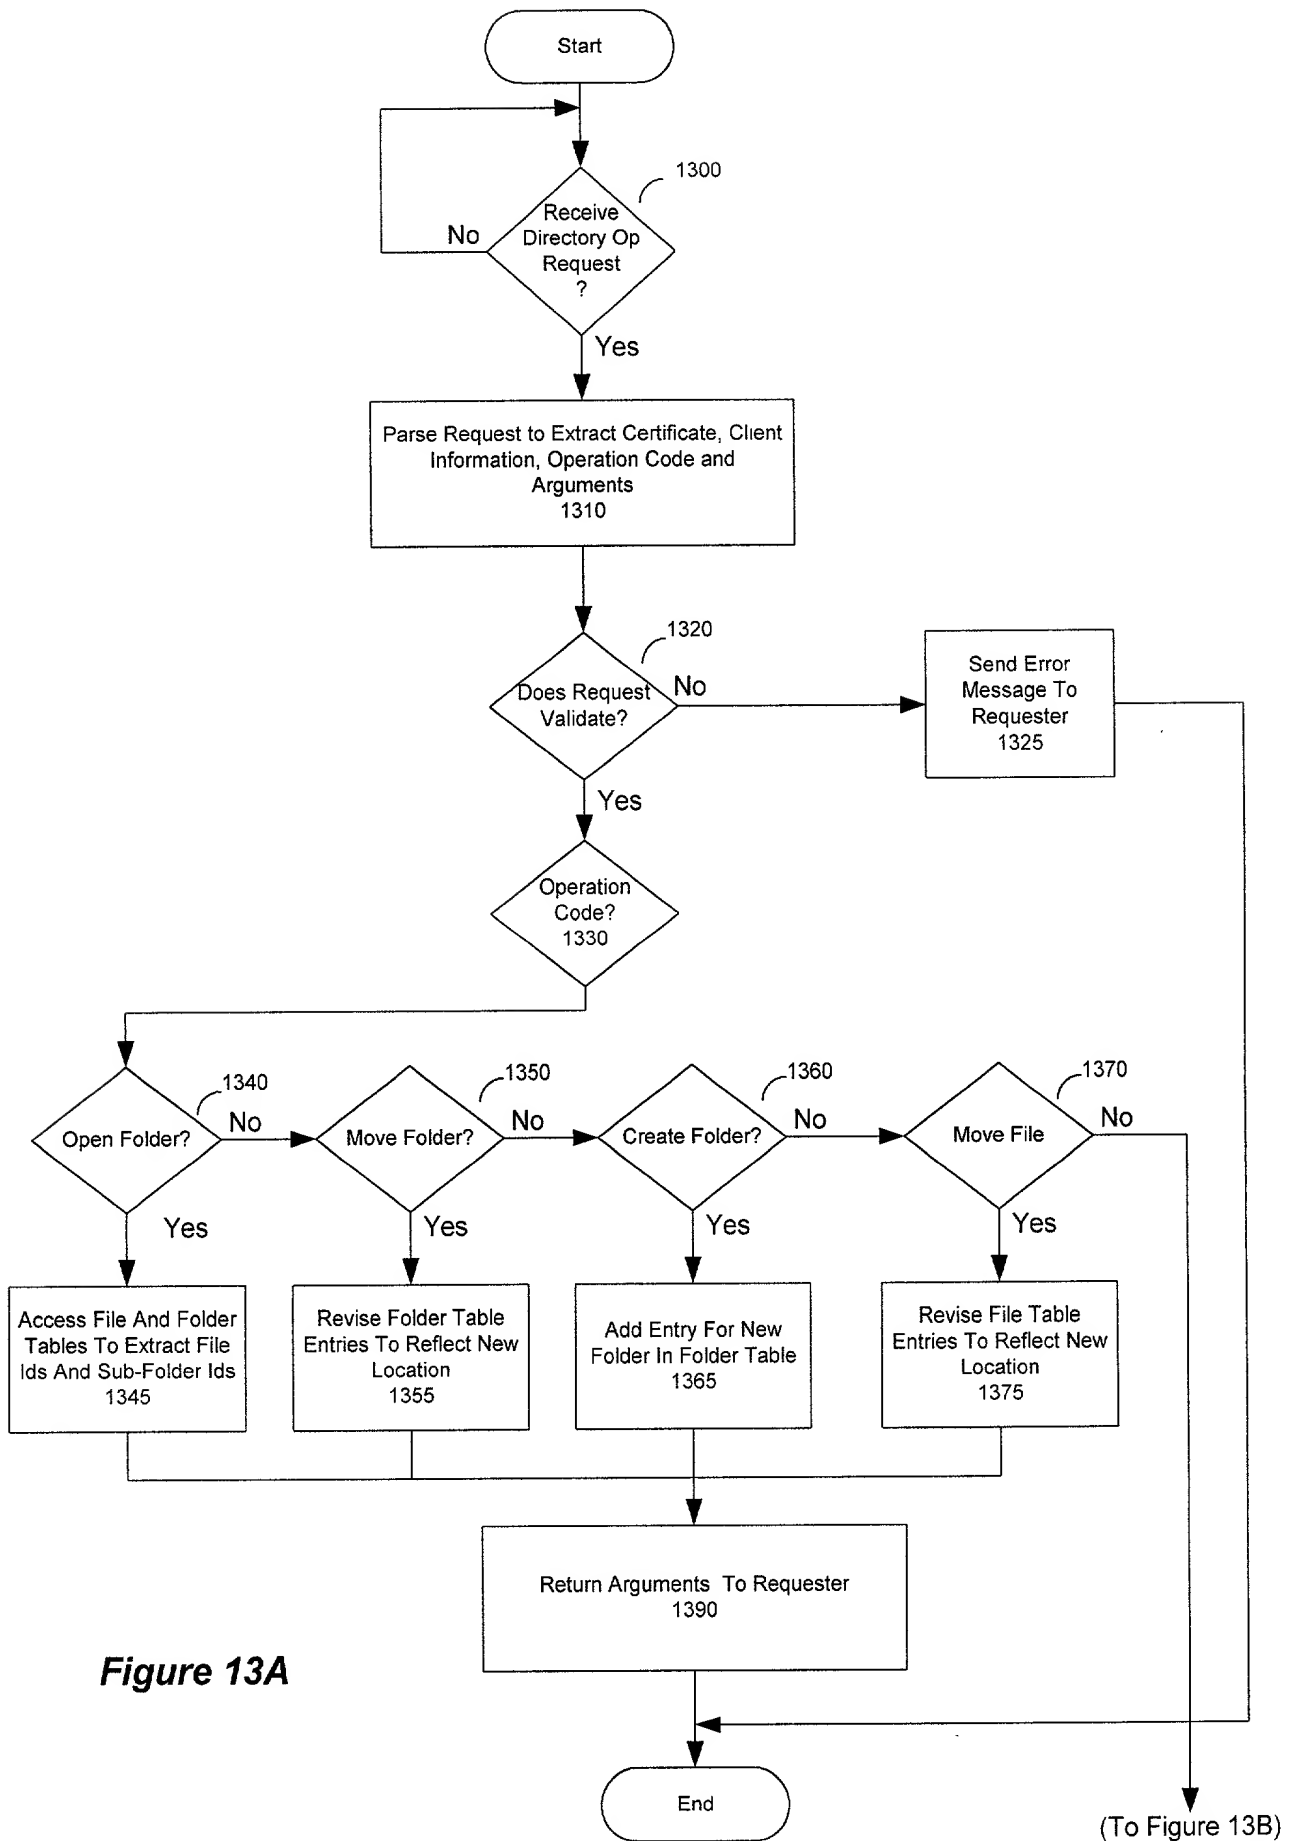 Start
1300
Receive
Directory Op
Request
?
No
Yes
Parse Request to Extract Certificate, Client
Information, Operation Code and
Arguments
1310
1320
Does Request
Validate?
No
Send Error
Message To
Requester
1325
Yes
Operation
Code?
1330
1340
Open Folder?
No
1350
Move Folder?
No
1360
Create Folder?
No
1370
Move File
No
Yes
Yes
Yes
Yes
Access File And Folder
Tables To Extract File
Ids And Sub-Folder Ids
1345
Revise Folder Table
Entries To Reflect New
Location
1355
Add Entry For New
Folder In Folder Table
1365
Revise File Table
Entries To Reflect New
Location
1375
Return Arguments To Requester
1390
Figure 13A
End
(To Figure 13B)